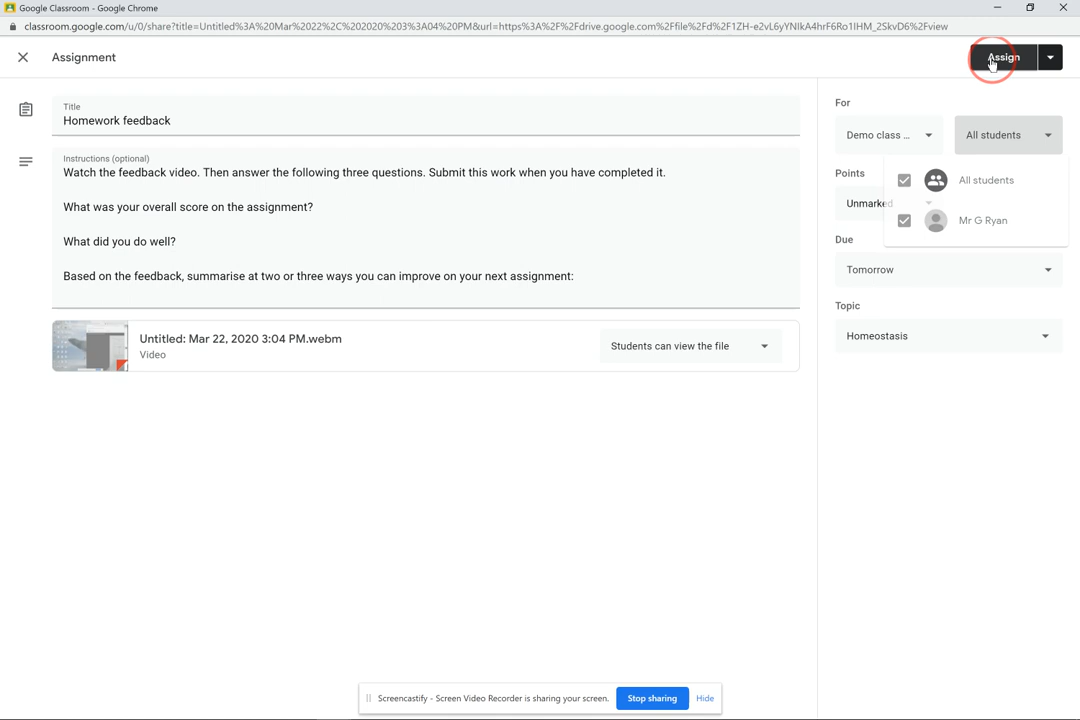 Google Classroom - Google Chrome
classroom.google.com/u/0/share?title=Untitled%3A%20Mar%2022%2C%202020%203%3A04%20PM&url=https%3A%2F%2Fdrive.google.com%2Ffile%2Fd%2F1ZH-e2vL6yYNIkA4hrF6Ro1IHM_2SkvD6%2Fview
Assignment
Assign
Title
Homework feedback
Instructions (optional)
Watch the feedback video. Then answer the following three questions. Submit this work when you have completed it.
What was your overall score on the assignment?
What did you do well?
Based on the feedback, summarise at two or three ways you can improve on your next assignment:
Untitled: Mar 22, 2020 3:04 PM.webm
Video
Students can view the file
For
Demo class ...
All students
All students
Mr G Ryan
Points
Unmarked
Due
Tomorrow
Topic
Homeostasis
Screencastify - Screen Video Recorder is sharing your screen.
Stop sharing
Hide